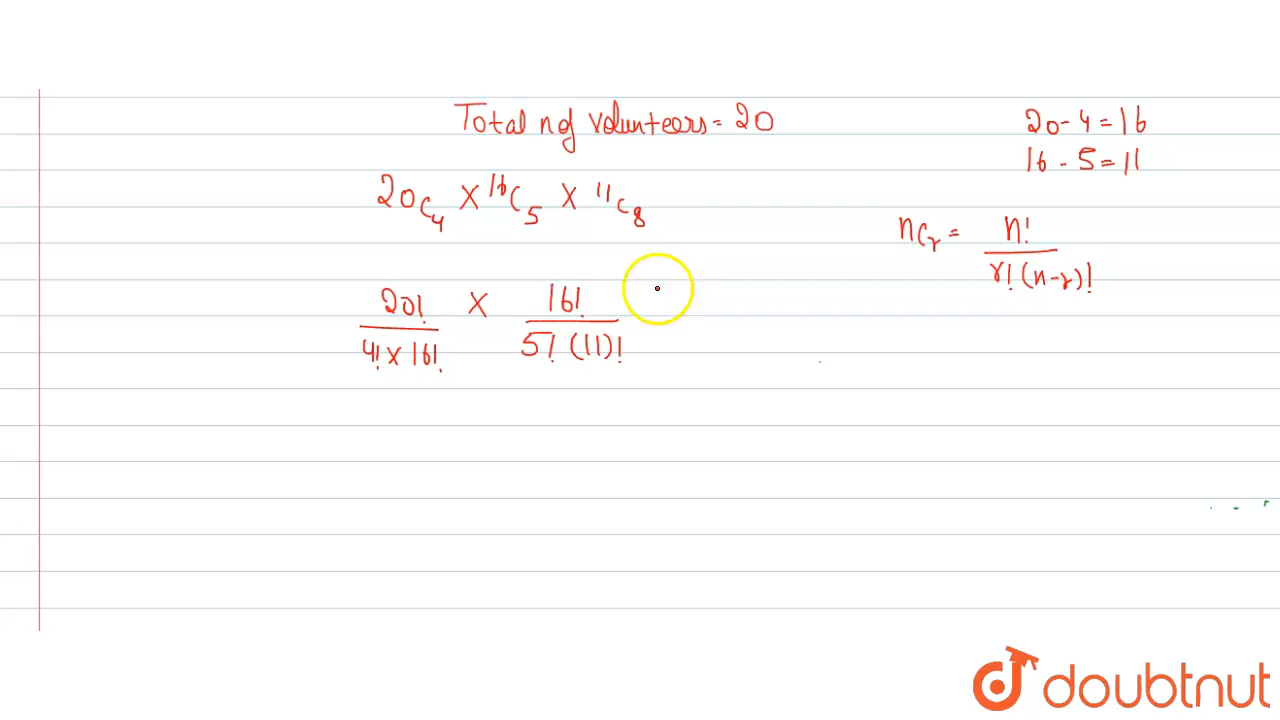 Total no of volunteers = 20
20 - 4 = 16
16 - 5 = 11
20C4 X 16C5 X 11C8
nCr = n! / r! (n-r)!
20! / 4! x 16! X 16! / 5! (11)!
doubtnut